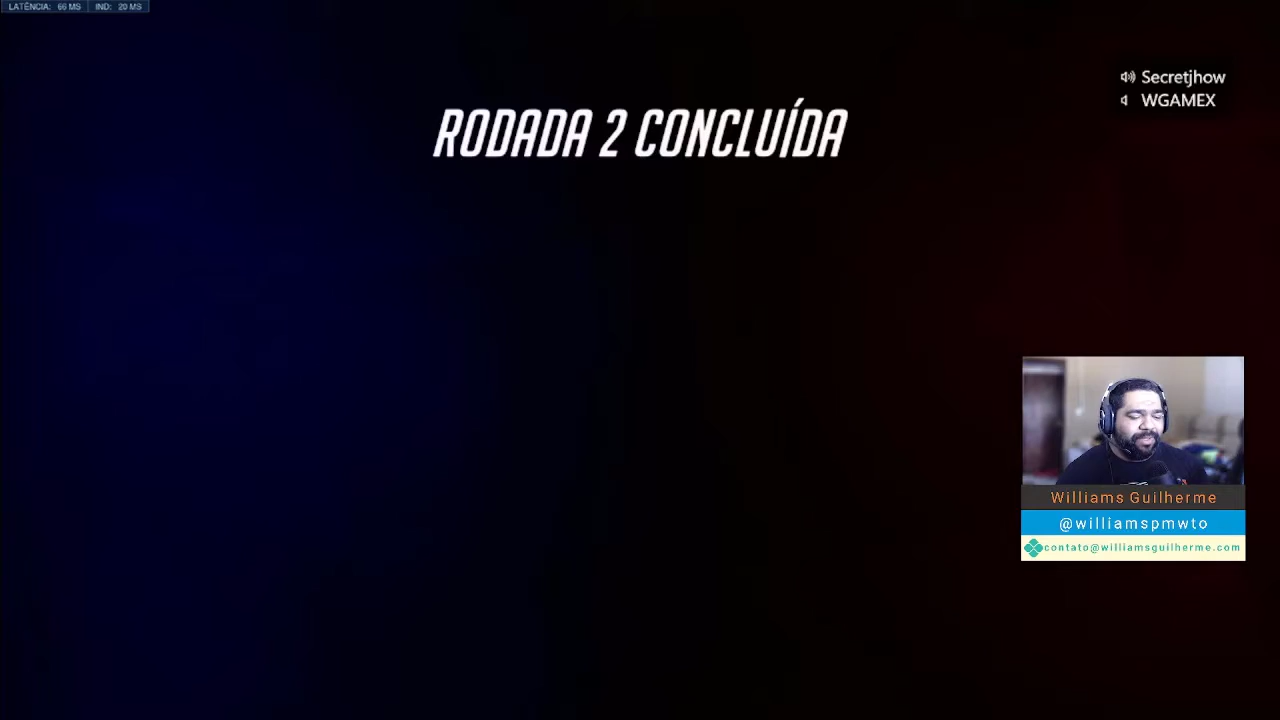 LATÊNCIA: 66 MS IND: 20 MS
Secretjhow
WGAMEX
RODADA 2 CONCLUÍDA
Williams Guilherme
@williamspmwto
contato@williamsguilherme.com